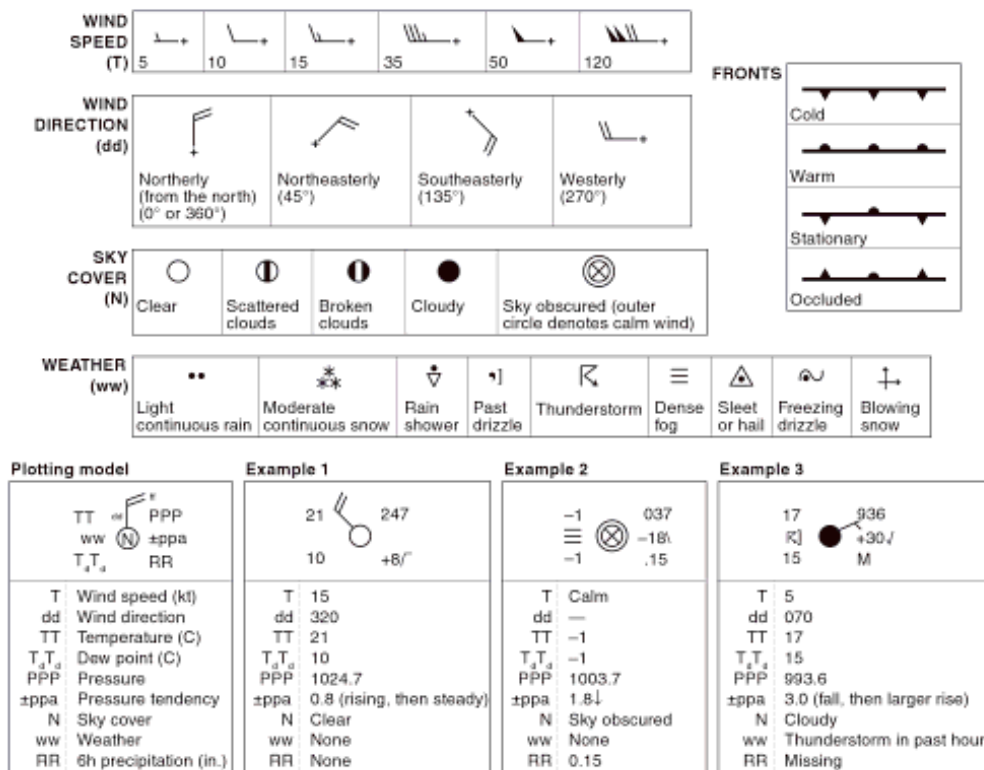 WIND
SPEED
(T)
5 10 15 35 50 120
FRONTS
Cold
Warm
Stationary
Occluded
WIND
DIRECTION
(dd)
Northerly
(from the north)
(0° or 360°)
Northeasterly
(45°)
Southeasterly
(135°)
Westerly
(270°)
SKY
COVER
(N)
Clear
Scattered
clouds
Broken
clouds
Cloudy
Sky obscured (outer
circle denotes calm wind)
WEATHER
(ww)
Light
continuous rain
Moderate
continuous snow
Rain
shower
Past
drizzle
Thunderstorm
Dense
fog
Sleet
or hail
Freezing
drizzle
Blowing
snow
Plotting model
TT dd ff PPP
ww N ±ppa
TdTd RR
T Wind speed (kt)
dd Wind direction
TT Temperature (C)
TdTd Dew point (C)
PPP Pressure
±ppa Pressure tendency
N Sky cover
ww Weather
RR 6h precipitation (in.)
Example 1
21 247
10 +8/
T 15
dd 320
TT 21
TdTd 10
PPP 1024.7
±ppa 0.8 (rising, then steady)
N Clear
ww None
RR None
Example 2
–1 037
–18\
–1 .15
T Calm
dd —
TT –1
TdTd –1
PPP 1003.7
±ppa 1.8↓
N Sky obscured
ww None
RR 0.15
Example 3
17 936
+30√
15 M
T 5
dd 070
TT 17
TdTd 15
PPP 993.6
±ppa 3.0 (fall, then larger rise)
N Cloudy
ww Thunderstorm in past hour
RR Missing